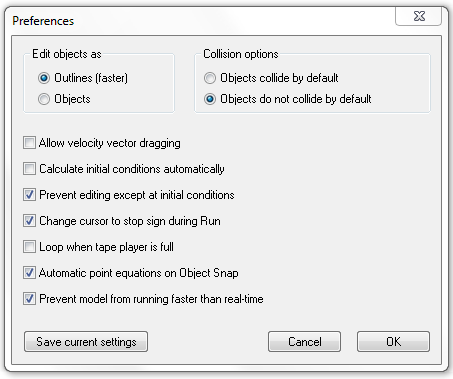 Preferences
Edit objects as
Outlines (faster)
Objects
Collision options
Objects collide by default
Objects do not collide by default
Allow velocity vector dragging
Calculate initial conditions automatically
Prevent editing except at initial conditions
Change cursor to stop sign during Run
Loop when tape player is full
Automatic point equations on Object Snap
Prevent model from running faster than real-time
Save current settings
Cancel
OK